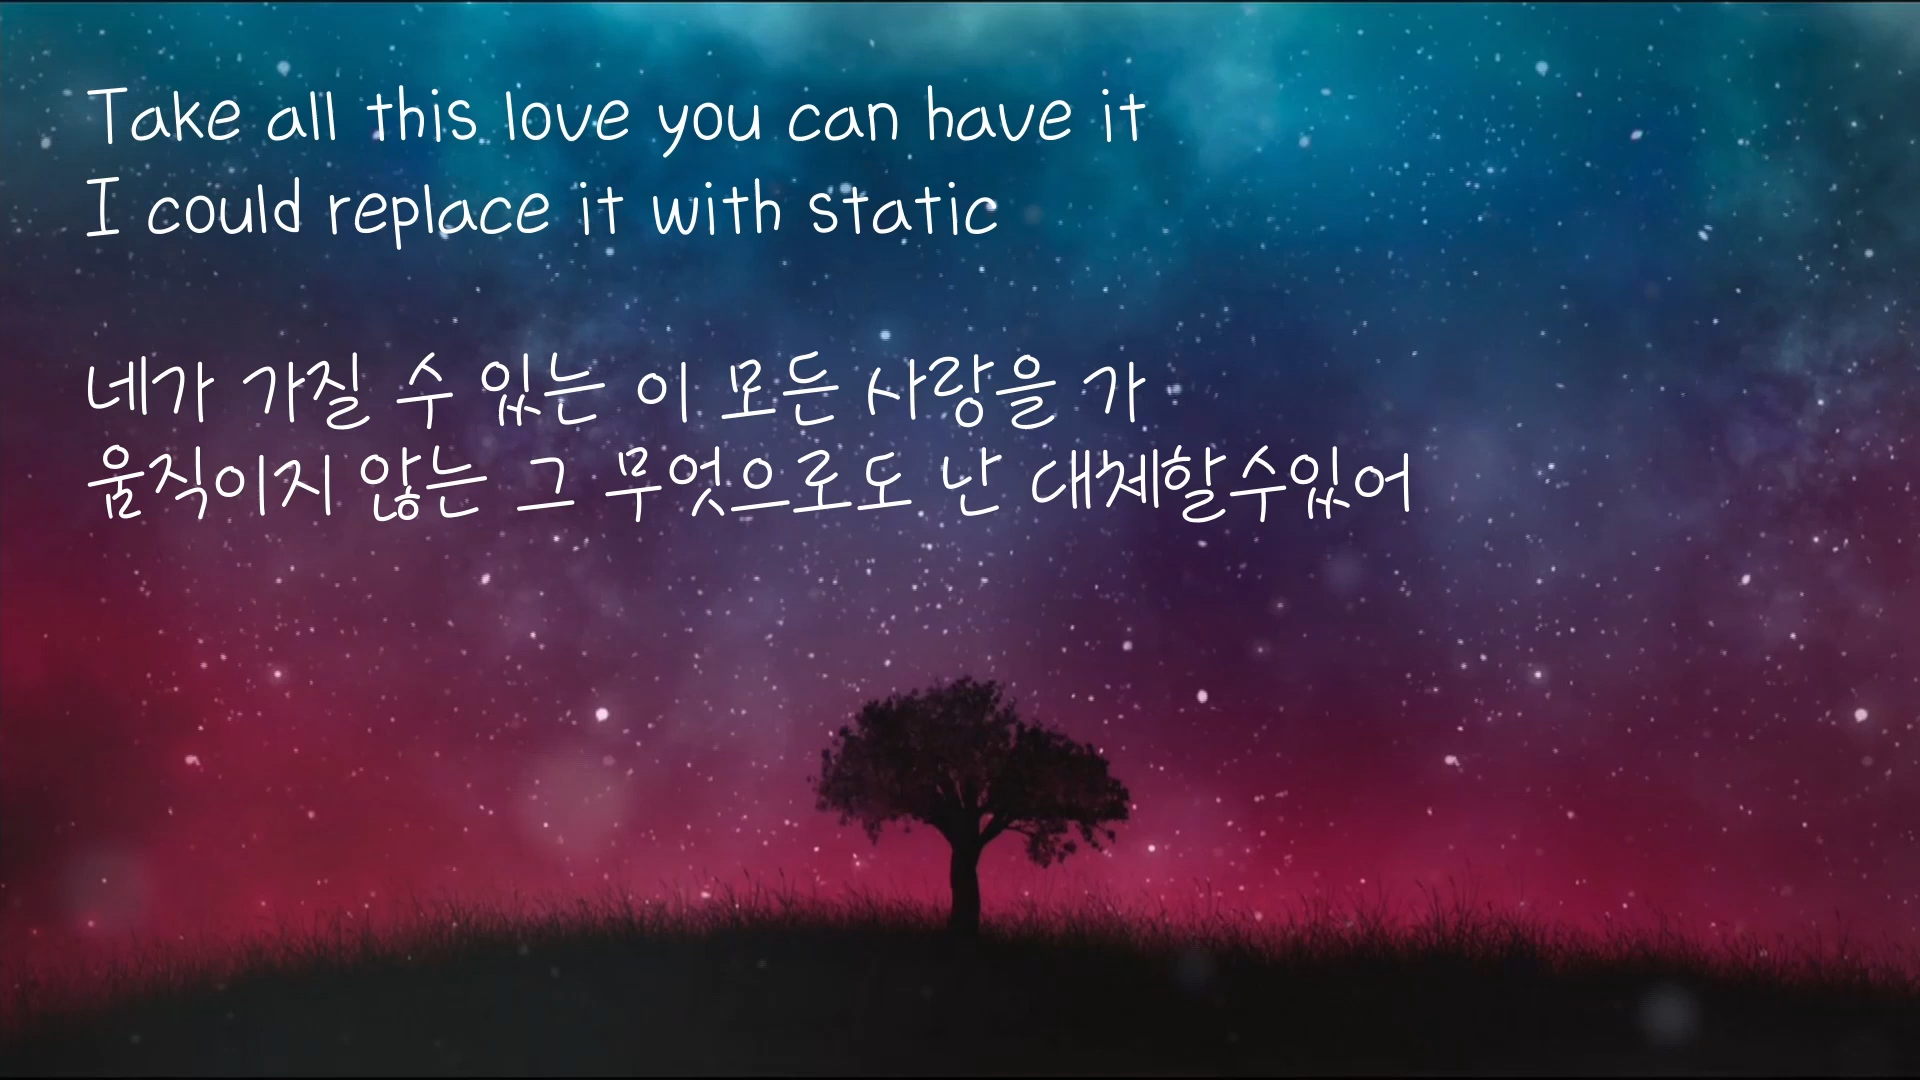 Take all this love you can have it
I could replace it with static
네가 가질 수 있는 이 모든 사랑을 가
움직이지 않는 그 무엇으로도 난 대체할수있어